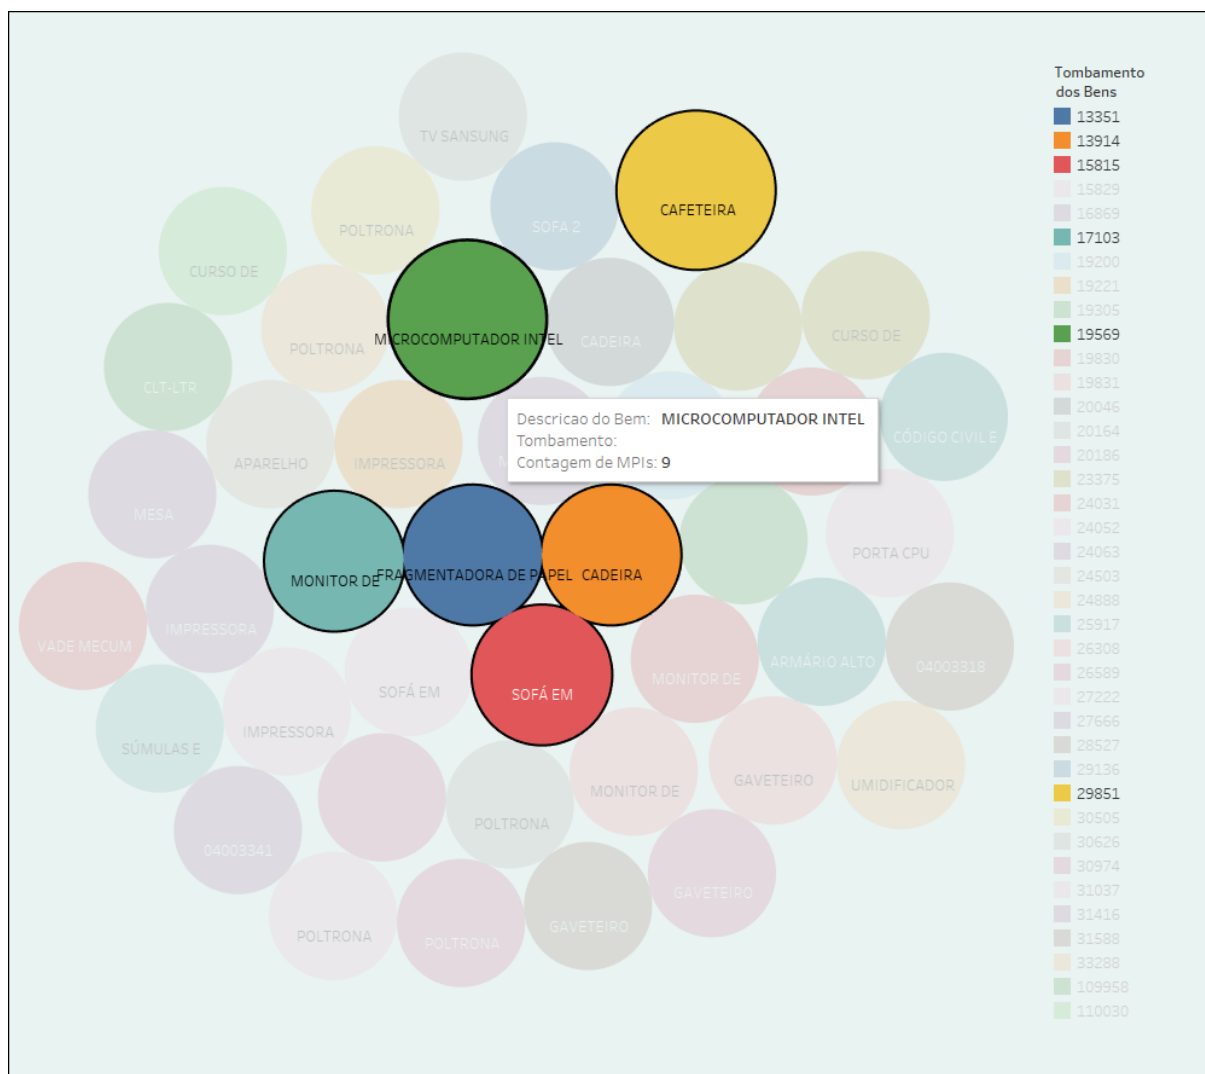 Tombamento
dos Bens
13351
13914
15815
15829
16869
17103
19200
19221
19305
19569
19830
19831
20046
20164
20186
23375
24031
24052
24063
24503
24888
25917
26308
26589
27222
27666
28527
29136
29851
30505
30626
30974
31037
31416
31588
33288
109958
110030
TV SANSUNG
CAFETEIRA
POLTRONA
SOFA 2
CURSO DE
MICROCOMPUTADOR INTEL
CADEIRA
CURSO DE
POLTRONA
CLT-LTR
Descricao do Bem: MICROCOMPUTADOR INTEL
Tombamento:
Contagem de MPIs: 9
CÓDIGO CIVIL E
APARELHO
IMPRESSORA
MESA
PORTA CPU
MONITOR DE
FRAGMENTADORA DE PAPEL
CADEIRA
IMPRESSORA
VADE MECUM
ARMÁRIO ALTO
04003318
MONITOR DE
SOFÁ EM
SOFÁ EM
IMPRESSORA
SÚMULAS E
MONITOR DE
GAVETEIRO
UMIDIFICADOR
POLTRONA
04003341
GAVETEIRO
POLTRONA
POLTRONA
GAVETEIRO